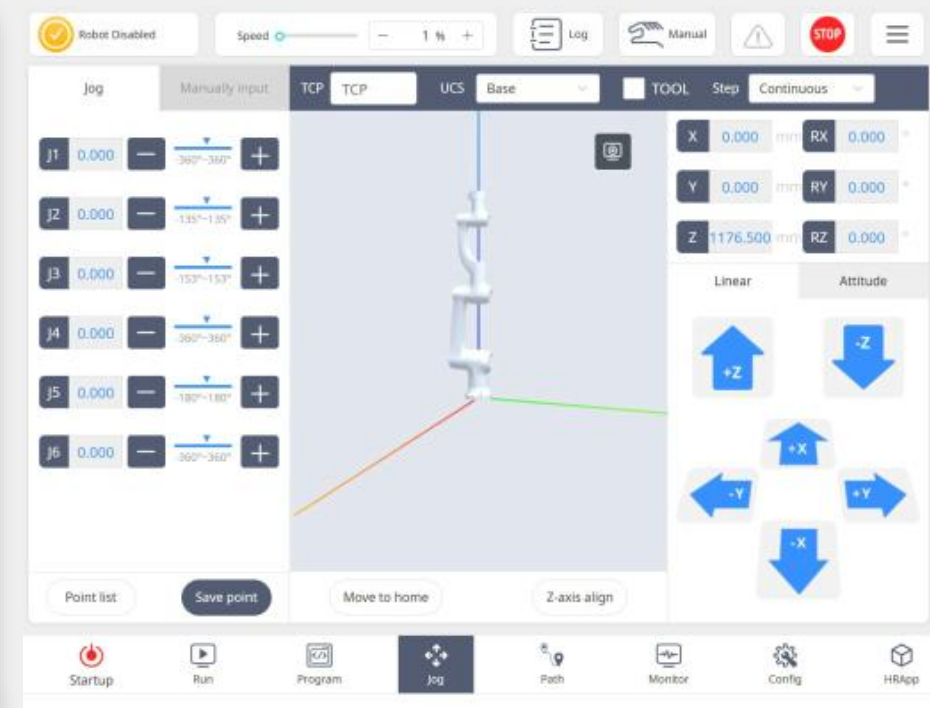 Robot Disabled
Speed
1 %
Log
Manual
STOP
Jog
Manually input
TCP TCP
UCS Base
TOOL
Step Continuous
J1 0.000
-360°~360°
J2 0.000
-135°~135°
J3 0.000
-153°~153°
J4 0.000
-360°~360°
J5 0.000
-180°~180°
J6 0.000
-360°~360°
X 0.000 mm RX 0.000 °
Y 0.000 mm RY 0.000 °
Z 1176.500 mm RZ 0.000 °
Linear
Attitude
+Z
-Z
+X
-Y
+Y
-X
Point list
Save point
Move to home
Z-axis align
Startup
Run
Program
Jog
Path
Monitor
Config
HRApp